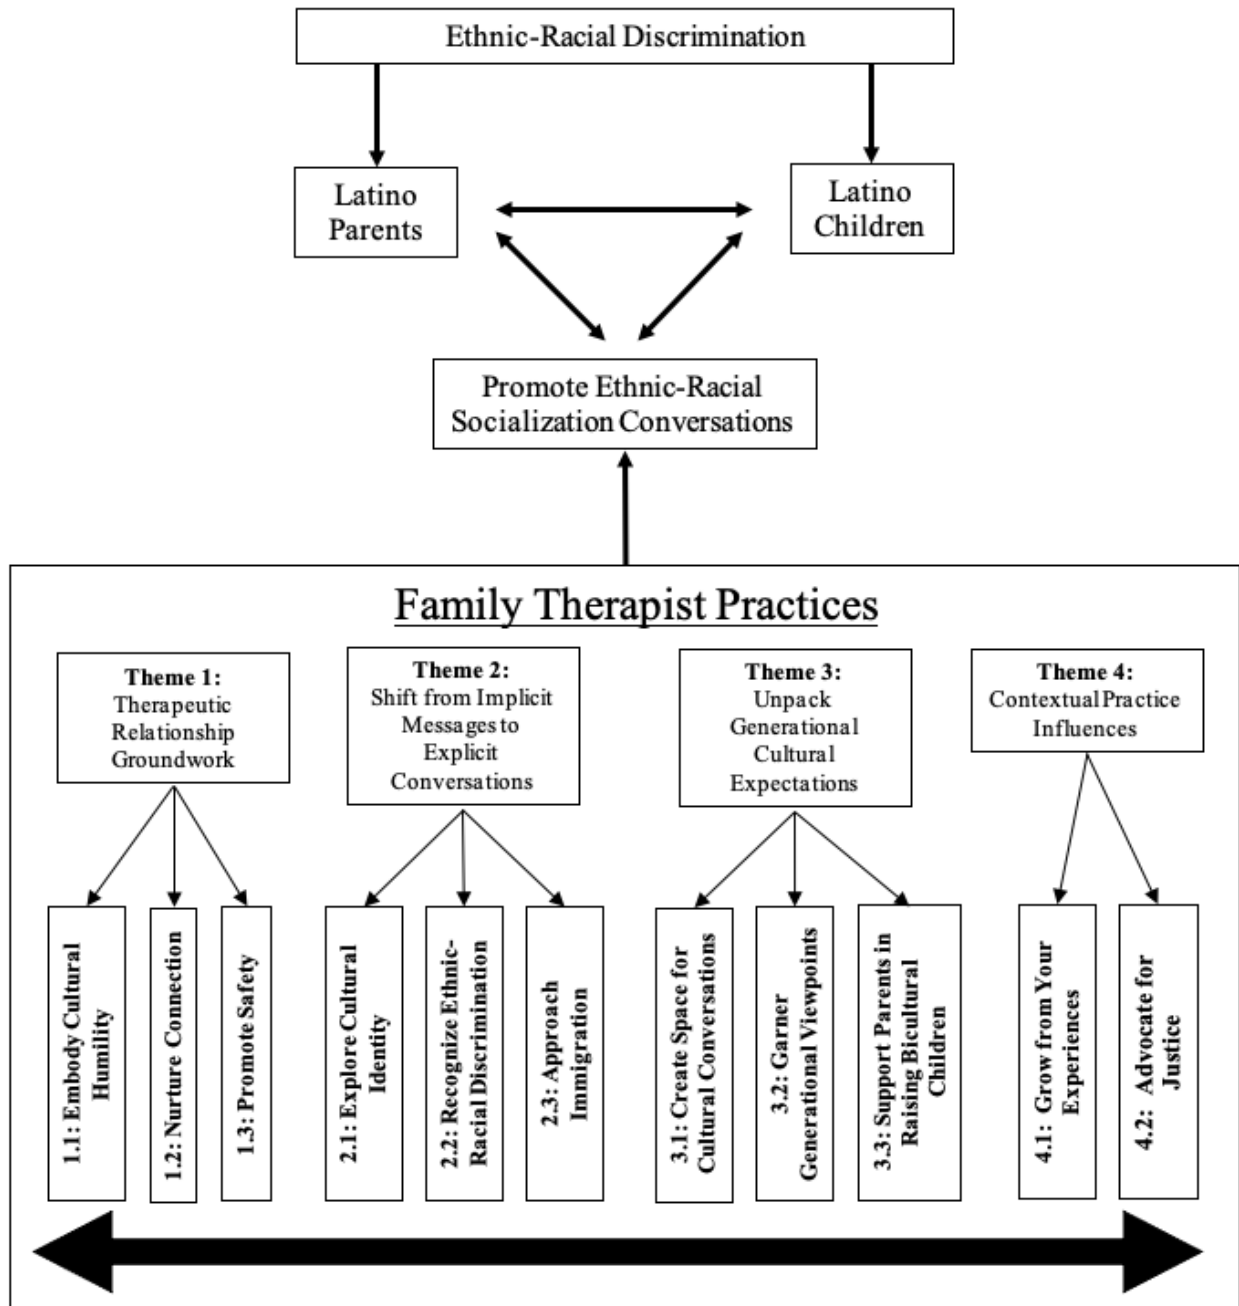 Ethnic-Racial Discrimination
Latino
Parents
Latino
Children
Promote Ethnic-Racial
Socialization Conversations
Family Therapist Practices
Theme 1:
Therapeutic
Relationship
Groundwork
Theme 2:
Shift from Implicit
Messages to
Explicit
Conversations
Theme 3:
Unpack
Generational
Cultural
Expectations
Theme 4:
Contextual Practice
Influences
1.1: Embody Cultural
Humility
1.2: Nurture Connection
1.3: Promote Safety
2.1: Explore Cultural
Identity
2.2: Recognize Ethnic-
Racial Discrimination
2.3: Approach
Immigration
3.1: Create Space for
Cultural Conversations
3.2: Garner
Generational Viewpoints
3.3: Support Parents in
Raising Bicultural
Children
4.1: Grow from Your
Experiences
4.2: Advocate for
Justice